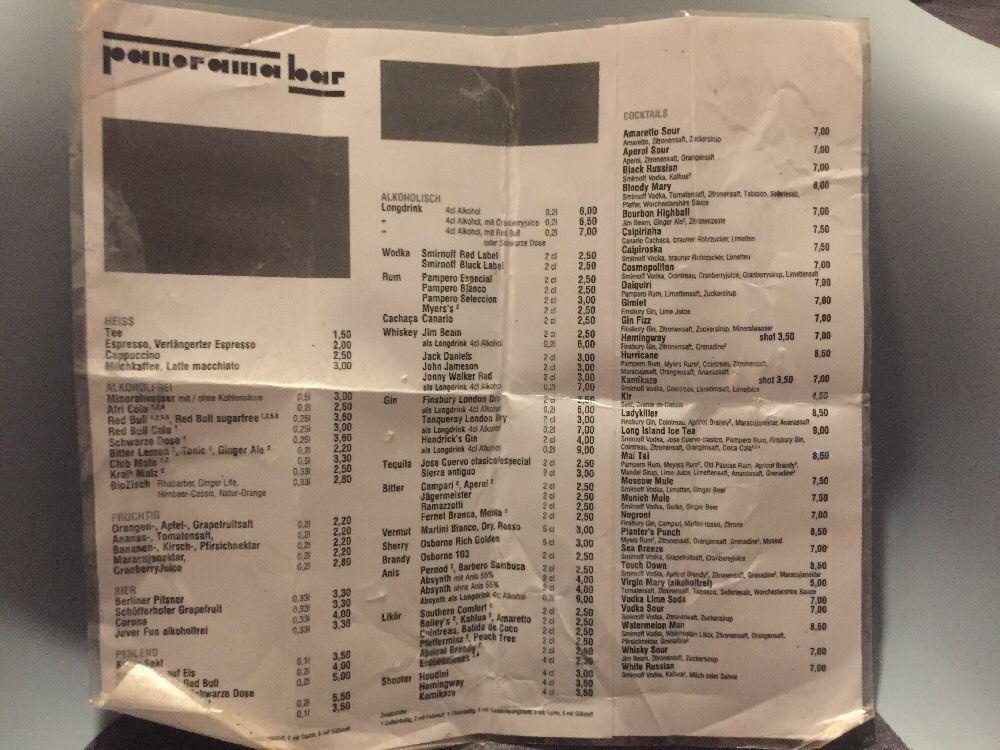 panorama bar
HEISS
Tee 1,50
Espresso, Verlängerter Espresso 2,00
Cappuccino 2,50
Milchkaffee, Latte macchiato 3,00
ALKOHOLFREI
Mineralwasser mit / ohne Kohlensäure 0,5l 3,00
Afri Cola 0,2l 2,50
Red Bull, Red Bull sugarfree 0,25l 3,60
Red Bull Cola 0,25l 3,00
Schwarze Dose 0,25l 3,60
Bitter Lemon, Tonic, Ginger Ale 0,2l 2,30
Club Mate 0,5l 3,30
Kraft Malz 0,33l 2,50
BioZisch Rhabarber, Ginger Life, 0,33l 2,80
Himbeer-Cassis, Natur-Orange
FRUCHTIG
Orangen-, Apfel-, Grapefruitsaft 0,2l 2,20
Ananas-, Tomatensaft, 0,2l 2,20
Bananen-, Kirsch-, Pfirsichnektar 0,2l 2,20
Maracujanektar, 0,2l 2,80
Cranberryjuice
BIER
Berliner Pilsner 0,33l 3,30
Schöfferhofer Grapefruit 0,33l 3,30
Corona 0,33l 4,00
Jever Fun alkoholfrei 0,33l 3,30
PERLEND
Sekt 0,1l 3,50
auf Eis 0,2l 4,00
Red Bull 0,2l 5,00
Schwarze Dose
0,2l 5,50
0,1l 3,50
ALKOHOLISCH
Longdrink 4cl Alkohol 0,2l 6,00
" 4cl Alkohol, mit Cranberryjuice 0,2l 6,50
" 4cl Alkohol, mit Red Bull 0,2l 7,00
oder Schwarze Dose
Wodka Smirnoff Red Label 2 cl 2,50
Smirnoff Black Label 2 cl 2,50
Rum Pampero Especial 2 cl 2,50
Pampero Blanco 2 cl 2,50
Pampero Seleccion 2 cl 3,00
Myers's 2 cl 2,50
Cachaça Canario 2 cl 2,50
Whiskey Jim Beam 2 cl 2,50
als Longdrink 4cl Alkohol 0,2l 6,00
Jack Daniels 2 cl 3,00
John Jameson 2 cl 3,00
Jonny Walker Red 2 cl 3,00
als Longdrink 4cl Alkohol 0,2l 7,00
Gin Finsbury London Dry 2 cl 2,50
als Longdrink 4cl Alkohol 0,2l 6,00
Tanqueray London Dry 2 cl 3,00
als Longdrink 4cl Alkohol 0,2l 7,00
Hendrick's Gin 2 cl 4,00
als Longdrink 4cl Alkohol 0,2l 9,00
Tequila Jose Cuervo clasico/especial 2 cl 2,50
Sierra antiguo 2 cl 3,00
Bitter Campari, Aperol 2 cl 2,50
Jägermeister 2 cl 2,50
Ramazzotti 2 cl 2,50
Fernet Branca, Menta 2 cl 2,50
Vermut Martini Bianco, Dry, Rosso 5 cl 3,00
Sherry Osborne Rich Golden 5 cl 3,00
Brandy Osborne 103 2 cl 2,50
Anis Pernod, Barbero Sambuca 2 cl 2,50
Absynth mit Anis 55% 2 cl 4,00
Absynth ohne Anis 55% 2 cl 4,00
Absynth als Longdrink 4cl Alkohol 0,2l 9,00
Likör Southern Comfort 2 cl 2,50
Bailey's, Kahlua, Amaretto 2 cl 2,50
Cointreau, Batida de Coco 2 cl 2,50
Pfefferminz, Peach Tree 2 cl 2,50
Apricot Brandy 2 cl 2,50
4 cl 2,50
Shooter Houdini 4 cl 3,00
Hemingway 4 cl 3,50
Kamikaze 4 cl 3,50
COCKTAILS
Amaretto Sour 7,00
Amaretto, Zitronensaft, Zuckersirup
Aperol Sour 7,00
Aperol, Zitronensaft, Orangensaft
Black Russian 7,00
Smirnoff Vodka, Kahlua²
Bloody Mary 8,00
Smirnoff Vodka, Tomatensaft, Zitronensaft, Tabasco, Selleriesalz,
Pfeffer, Worchestershire Sauce
Bourbon Highball 7,00
Jim Beam, Ginger Ale², Zitronenzeste
Caipirinha 7,50
Canario Cachaca, brauner Rohrzucker, Limetten
Caipiroska 7,50
Smirnoff Vodka, brauner Rohrzucker, Limetten
Cosmopoliten 7,00
Smirnoff Vodka, Cointreau, Cranberryjuice, Cranberrysirup, Limettensaft
Daiquiri 7,00
Pampero Rum, Limettensaft, Zuckersirup
Gimlet 7,00
Finsbury Gin, Lime Juice
Gin Fizz 7,00
Finsbury Gin, Zitronensaft, Zuckersirup, Mineralwasser
Hemingway shot 3,50 7,00
Finsbury Gin, Zitronensaft, Grenadine²
Hurricane 8,50
Pampero Rum, Myers Rum², Cointreau, Zitronensaft,
Maracujasaft, Orangensaft, Ananassaft
Kamikaze shot 3,50 7,00
Smirnoff Vodka, Cointreau, Limettensaft, Limetten
Kir 4,50
Sekt, Creme de Cassis
Ladykiller 8,50
Finsbury Gin, Cointreau, Apricot Brandy², Maracujanektar, Ananassaft
Long Island Ice Tea 9,00
Smirnoff Vodka, Jose Cuervo clasico, Pampero Rum, Finsbury Gin,
Cointreau, Zitronensaft, Orangensaft, Coca Cola
Mai Tai 8,50
Pampero Rum, Meyers Rum², Old Pascas Rum, Apricot Brandy²,
Mandel Sirup, Lime Juice, Limettensaft, Ananassaft, Grenadine²
Moscow Mule 7,50
Smirnoff Vodka, Limetten, Ginger Beer
Munich Mule 7,50
Smirnoff Vodka, Gurke, Ginger Beer
Negroni 7,00
Finsbury Gin, Campari, Martini rosso, Zitrone
Planter's Punch 8,50
Myers Rum², Zitronensaft, Orangensaft, Grenadine², Muskat
Sea Breeze 7,00
Smirnoff Vodka, Grapefruitsaft, Cranberryjuice
Touch Down 8,50
Smirnoff Vodka, Apricot Brandy², Zitronensaft, Grenadine², Maracujanektar
Virgin Mary (alkoholfrei) 5,00
Tomatensaft, Zitronensaft, Tabasco, Selleriesalz, Worchestershire Sauce
Vodka Lime Soda 7,00
Vodka Sour 7,00
Smirnoff Vodka, Zitronensaft, Zuckersirup
Watermelon Man 8,50
Smirnoff Vodka, Watermelon Likör, Zitronensaft, Orangensaft,
Pfirsichnektar, Grenadine²
Whisky Sour 7,00
Jim Beam, Zitronensaft, Zuckersirup
White Russian 7,00
Smirnoff Vodka, Kahlua², Milch oder Sahne